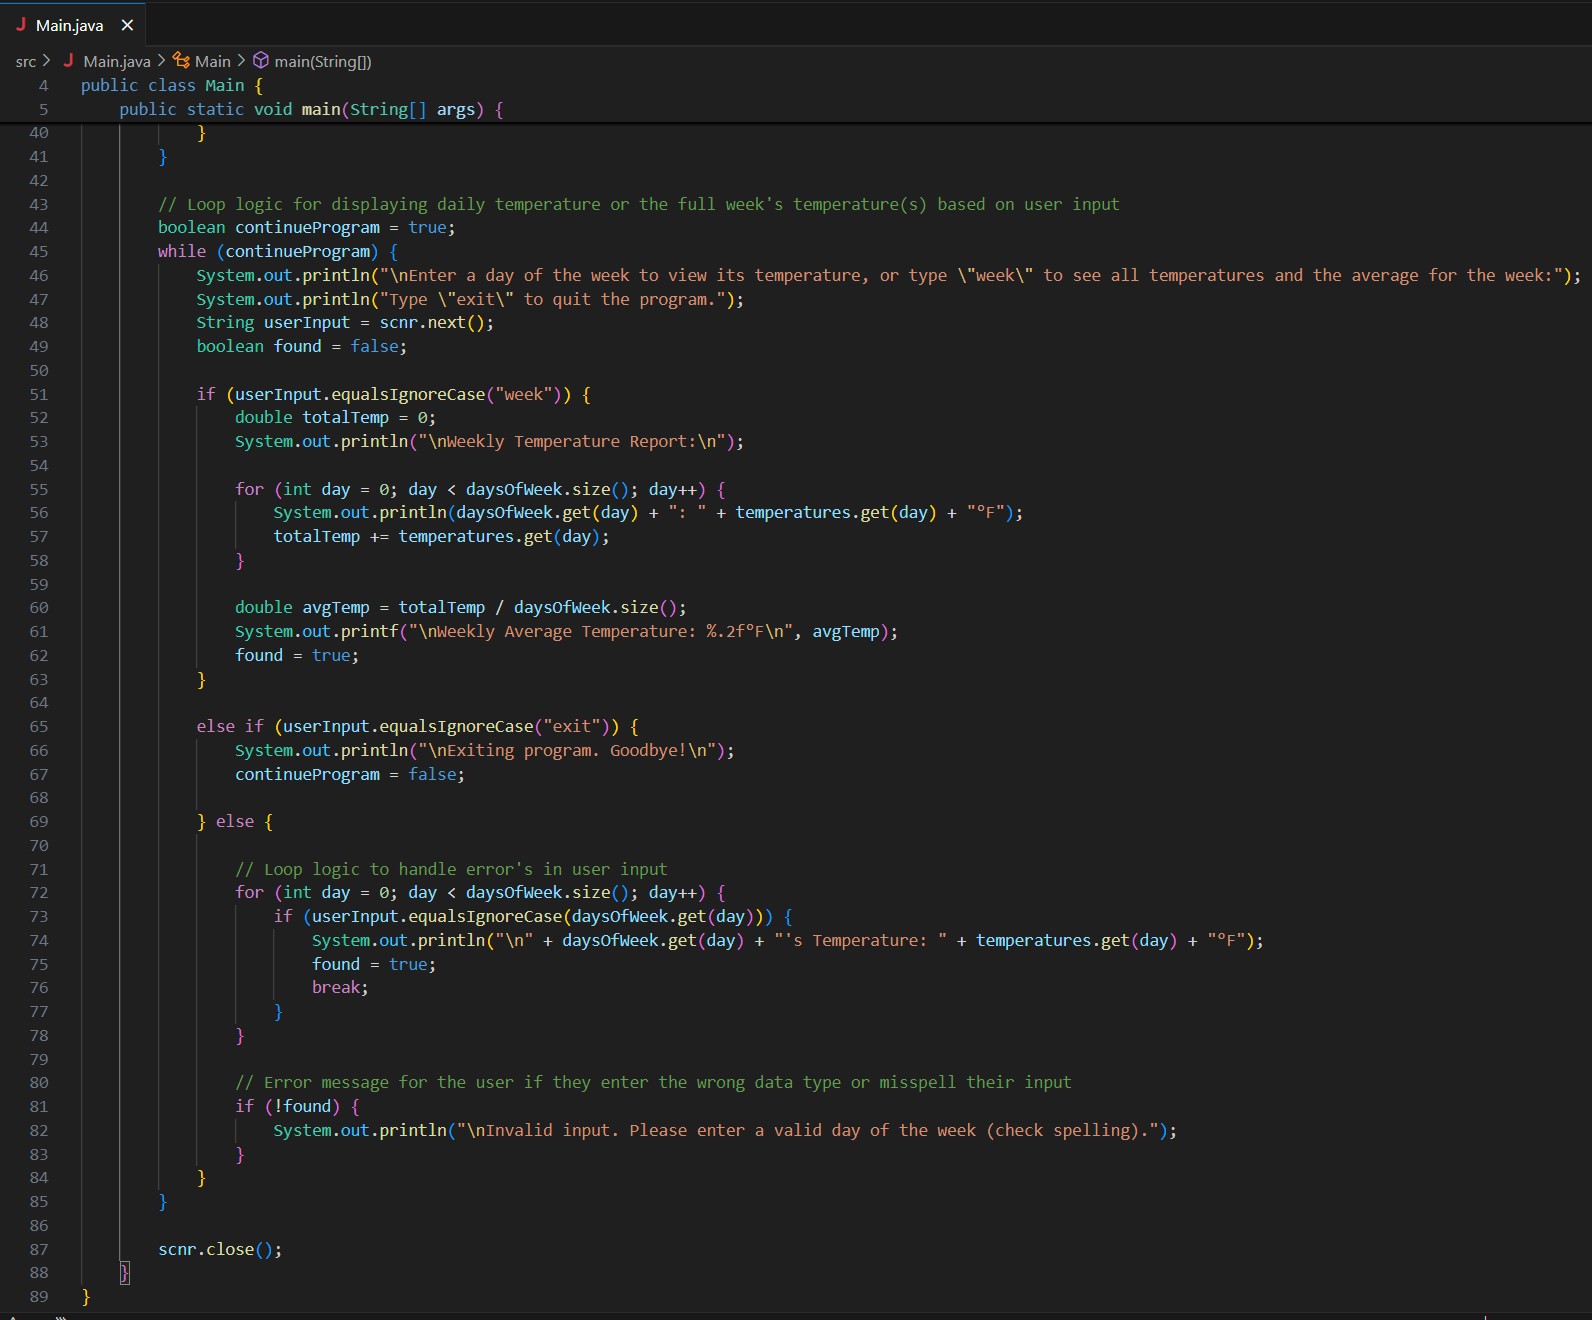 Main.java
src > Main.java > Main > main(String[])
4 public class Main {
5 public static void main(String[] args) {
40 }
41 }
42
43 // Loop logic for displaying daily temperature or the full week's temperature(s) based on user input
44 boolean continueProgram = true;
45 while (continueProgram) {
46 System.out.println("\nEnter a day of the week to view its temperature, or type \"week\" to see all temperatures and the average for the week:");
47 System.out.println("Type \"exit\" to quit the program.");
48 String userInput = scnr.next();
49 boolean found = false;
50
51 if (userInput.equalsIgnoreCase("week")) {
52 double totalTemp = 0;
53 System.out.println("\nWeekly Temperature Report:\n");
54
55 for (int day = 0; day < daysOfWeek.size(); day++) {
56 System.out.println(daysOfWeek.get(day) + ": " + temperatures.get(day) + "°F");
57 totalTemp += temperatures.get(day);
58 }
59
60 double avgTemp = totalTemp / daysOfWeek.size();
61 System.out.printf("\nWeekly Average Temperature: %.2f°F\n", avgTemp);
62 found = true;
63 }
64
65 else if (userInput.equalsIgnoreCase("exit")) {
66 System.out.println("\nExiting program. Goodbye!\n");
67 continueProgram = false;
68
69 } else {
70
71 // Loop logic to handle error's in user input
72 for (int day = 0; day < daysOfWeek.size(); day++) {
73 if (userInput.equalsIgnoreCase(daysOfWeek.get(day))) {
74 System.out.println("\n" + daysOfWeek.get(day) + "'s Temperature: " + temperatures.get(day) + "°F");
75 found = true;
76 break;
77 }
78 }
79
80 // Error message for the user if they enter the wrong data type or misspell their input
81 if (!found) {
82 System.out.println("\nInvalid input. Please enter a valid day of the week (check spelling).");
83 }
84 }
85 }
86
87 scnr.close();
88 }
89 }